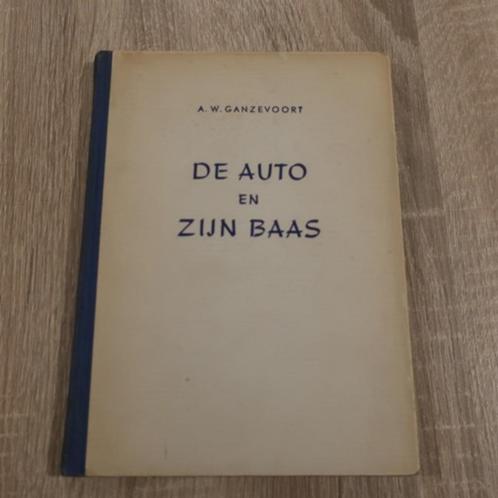 A. W. GANZEVOORT
DE AUTO
EN
ZIJN BAAS